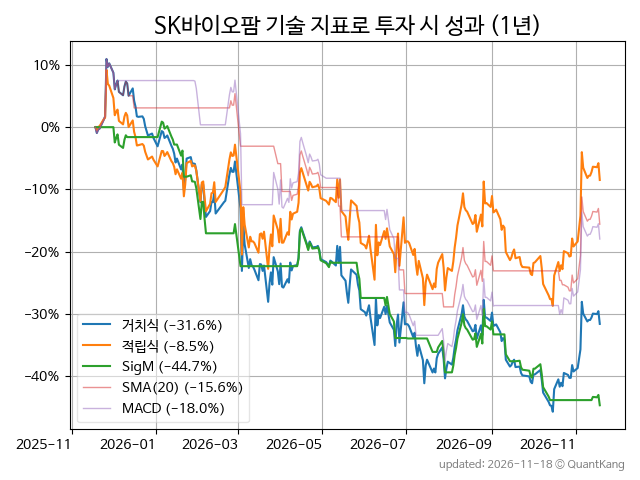 SK바이오팜 기술 지표로 투자 시 성과 (1년)
10%
0%
−10%
−20%
−30%
−40%
거치식 (−31.6%)
적립식 (−8.5%)
SigM (−44.7%)
SMA(20) (−15.6%)
MACD (−18.0%)
2025-11
2026-01
2026-03
2026-05
2026-07
2026-09
2026-11
updated: 2026-11-18 © QuantKang